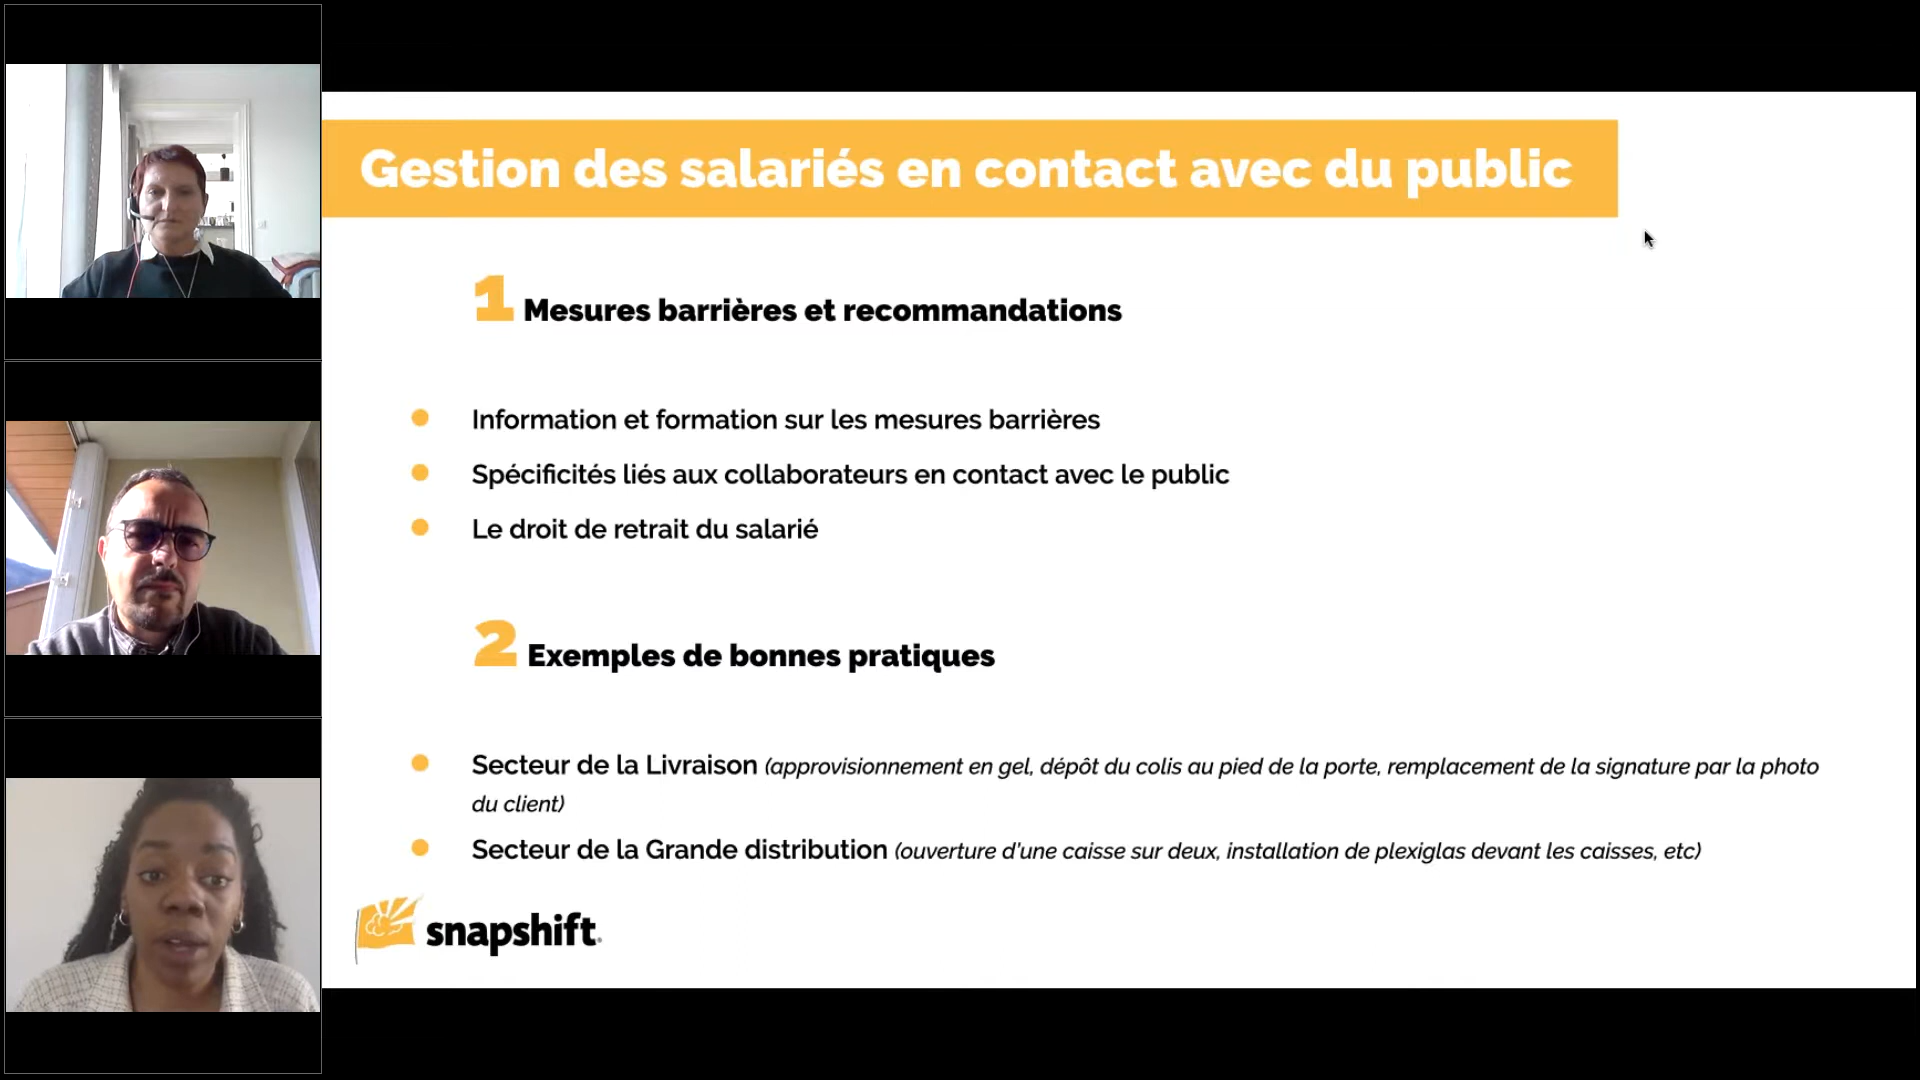 Gestion des salariés en contact avec du public
1 Mesures barrières et recommandations
Information et formation sur les mesures barrières
Spécificités liés aux collaborateurs en contact avec le public
Le droit de retrait du salarié
2 Exemples de bonnes pratiques
Secteur de la Livraison (approvisionnement en gel, dépôt du colis au pied de la porte, remplacement de la signature par la photo
du client)
Secteur de la Grande distribution (ouverture d'une caisse sur deux, installation de plexiglas devant les caisses, etc)
snapshift.